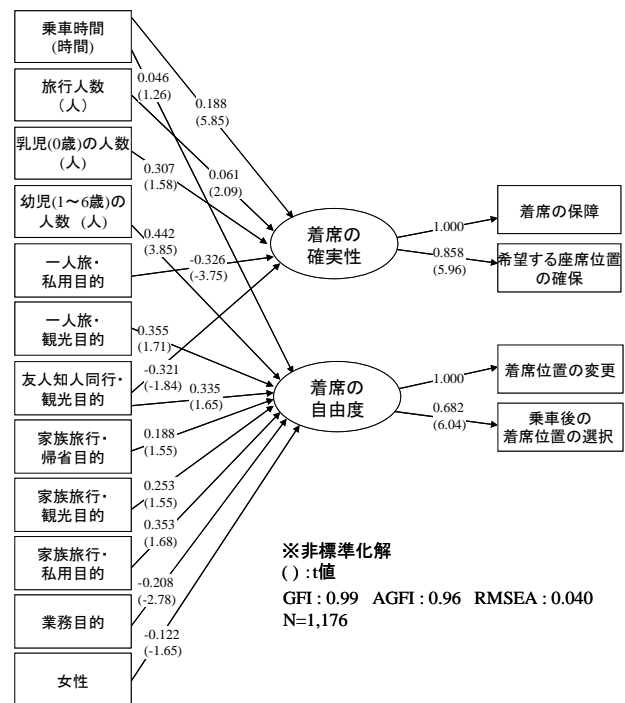 乗車時間
(時間)
旅行人数
（人）
乳児(0歳)の人数
(人)
幼児(1～6歳)の
人数 (人)
一人旅・
私用目的
一人旅・
観光目的
友人知人同行・
観光目的
家族旅行・
帰省目的
家族旅行・
観光目的
家族旅行・
私用目的
業務目的
女性
0.046
(1.26)
0.188
(5.85)
0.061
(2.09)
0.307
(1.58)
0.442
(3.85)
-0.326
(-3.75)
0.355
(1.71)
-0.321
(-1.84)
0.335
(1.65)
0.188
(1.55)
0.253
(1.55)
0.353
(1.68)
-0.208
(-2.78)
-0.122
(-1.65)
着席の
確実性
着席の
自由度
1.000
0.858
(5.96)
1.000
0.682
(6.04)
着席の保障
希望する座席位置
の確保
着席位置の変更
乗車後の
着席位置の選択
※非標準化解
( ) :t値
GFI : 0.99 AGFI : 0.96 RMSEA : 0.040
N=1,176